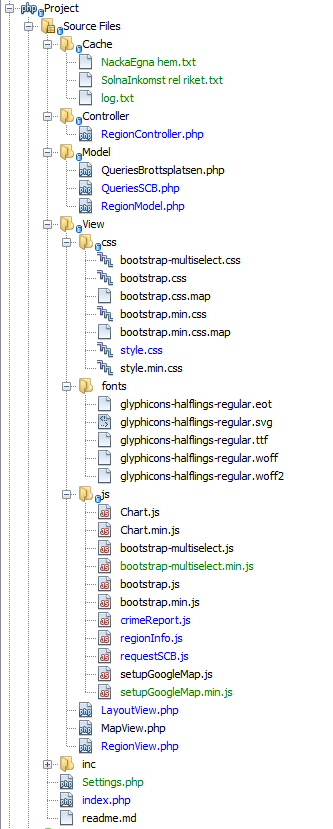 php Project
Source Files
Cache
NackaEgna hem.txt
SolnaInkomst rel riket.txt
log.txt
Controller
RegionController.php
Model
QueriesBrottsplatsen.php
QueriesSCB.php
RegionModel.php
View
css
bootstrap-multiselect.css
bootstrap.css
bootstrap.css.map
bootstrap.min.css
bootstrap.min.css.map
style.css
style.min.css
fonts
glyphicons-halflings-regular.eot
glyphicons-halflings-regular.svg
glyphicons-halflings-regular.ttf
glyphicons-halflings-regular.woff
glyphicons-halflings-regular.woff2
js
Chart.js
Chart.min.js
bootstrap-multiselect.js
bootstrap-multiselect.min.js
bootstrap.js
bootstrap.min.js
crimeReport.js
regionInfo.js
requestSCB.js
setupGoogleMap.js
setupGoogleMap.min.js
LayoutView.php
MapView.php
RegionView.php
inc
Settings.php
index.php
readme.md